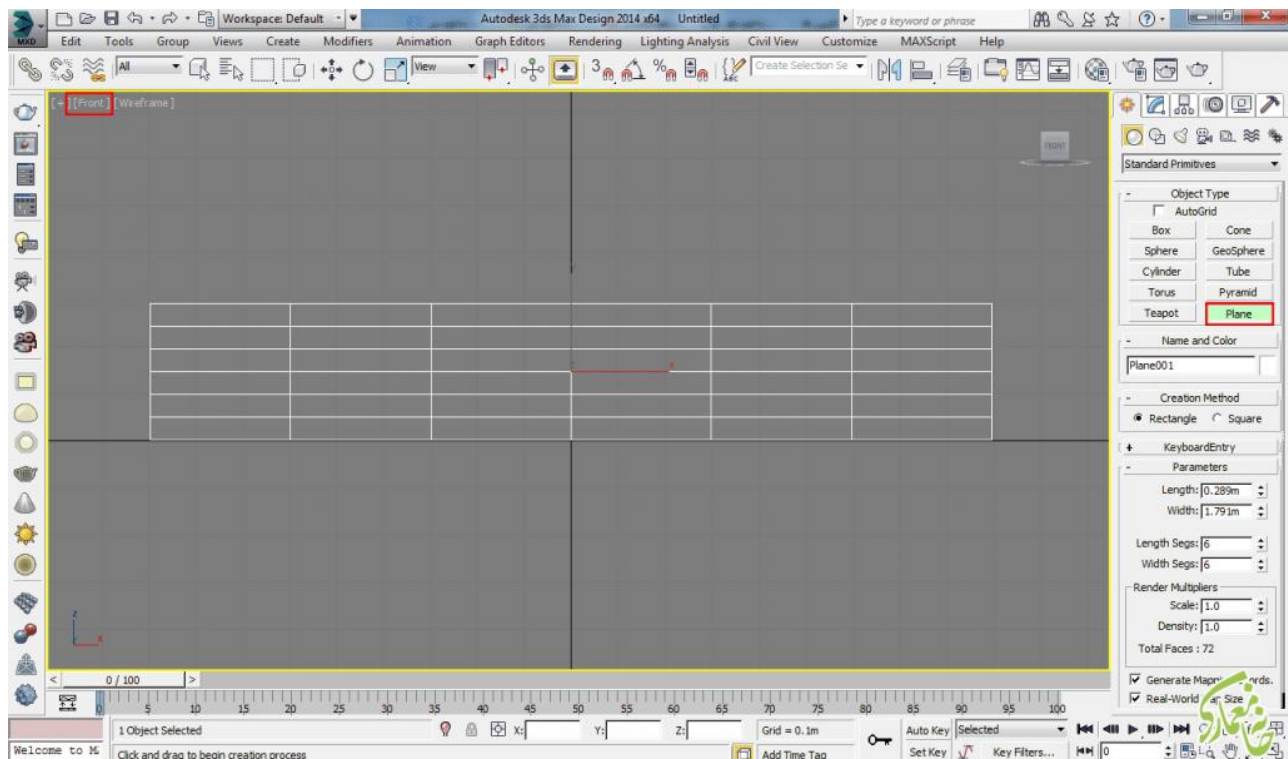 Workspace: Default
Autodesk 3ds Max Design 2014 x64 Untitled
Type a keyword or phrase
MXD
Edit Tools Group Views Create Modifiers Animation Graph Editors Rendering Lighting Analysis Civil View Customize MAXScript Help
All
View
3
Create Selection Se
[+][Front][Wireframe]
FRONT
Standard Primitives
- Object Type
AutoGrid
Box Cone
Sphere GeoSphere
Cylinder Tube
Torus Pyramid
Teapot Plane
- Name and Color
Plane001
- Creation Method
Rectangle Square
+ KeyboardEntry
- Parameters
Length: 0.289m
Width: 1.791m
Length Segs: 6
Width Segs: 6
Render Multipliers
Scale: 1.0
Density: 1.0
Total Faces : 72
Generate
Real-World Size
x
z
x
< 0 / 100 >
0 5 10 15 20 25 30 35 40 45 50 55 60 65 70 75 80 85 90 95 100
1 Object Selected
X: Y: Z:
Grid = 0.1m
Auto Key Selected
Welcome to M
Click and drag to begin creation process
Add Time Tag
Set Key Key Filters...
0